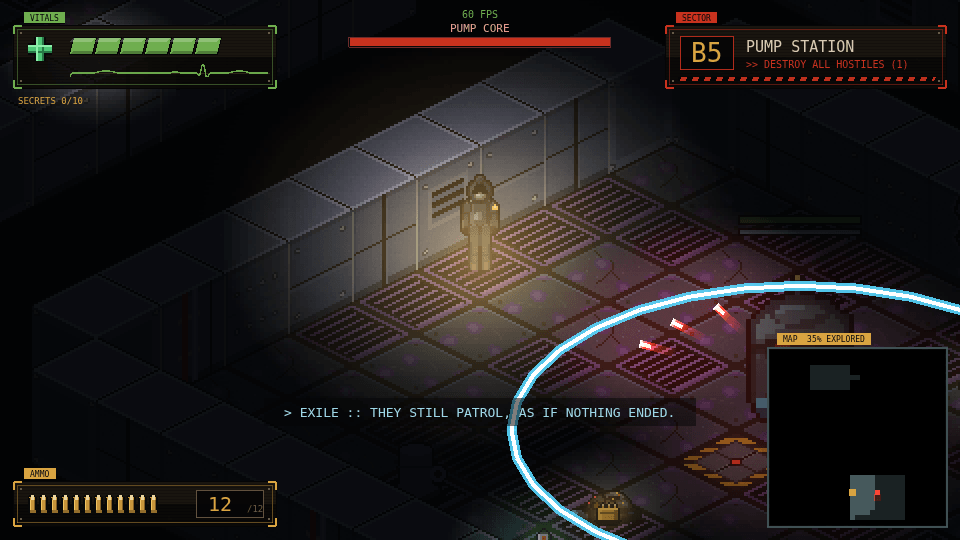 VITALS
60 FPS
PUMP CORE
SECTOR
B5
PUMP STATION
>> DESTROY ALL HOSTILES (1)
SECRETS 0/10
MAP 35% EXPLORED
> EXILE :: THEY STILL PATROL, AS IF NOTHING ENDED.
AMMO
12 /12